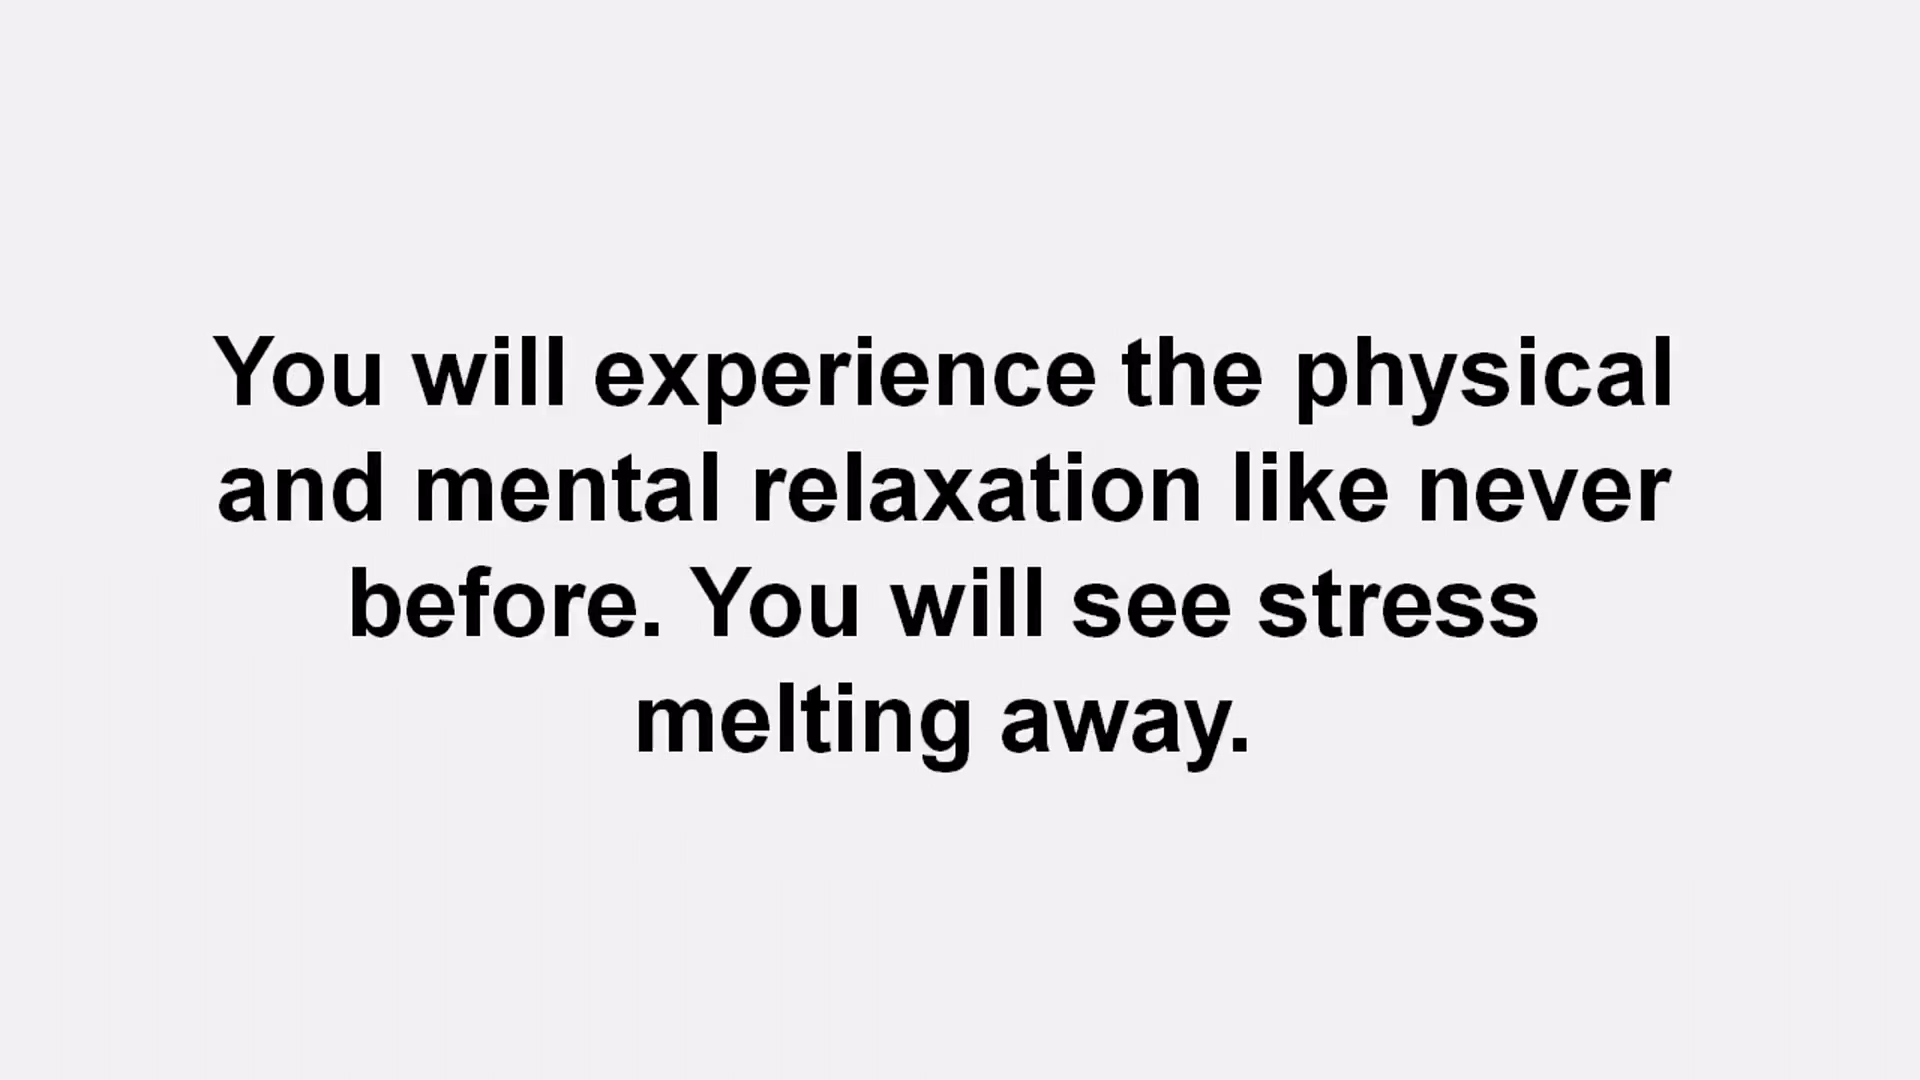 You will experience the physical
and mental relaxation like never
before. You will see stress
melting away.